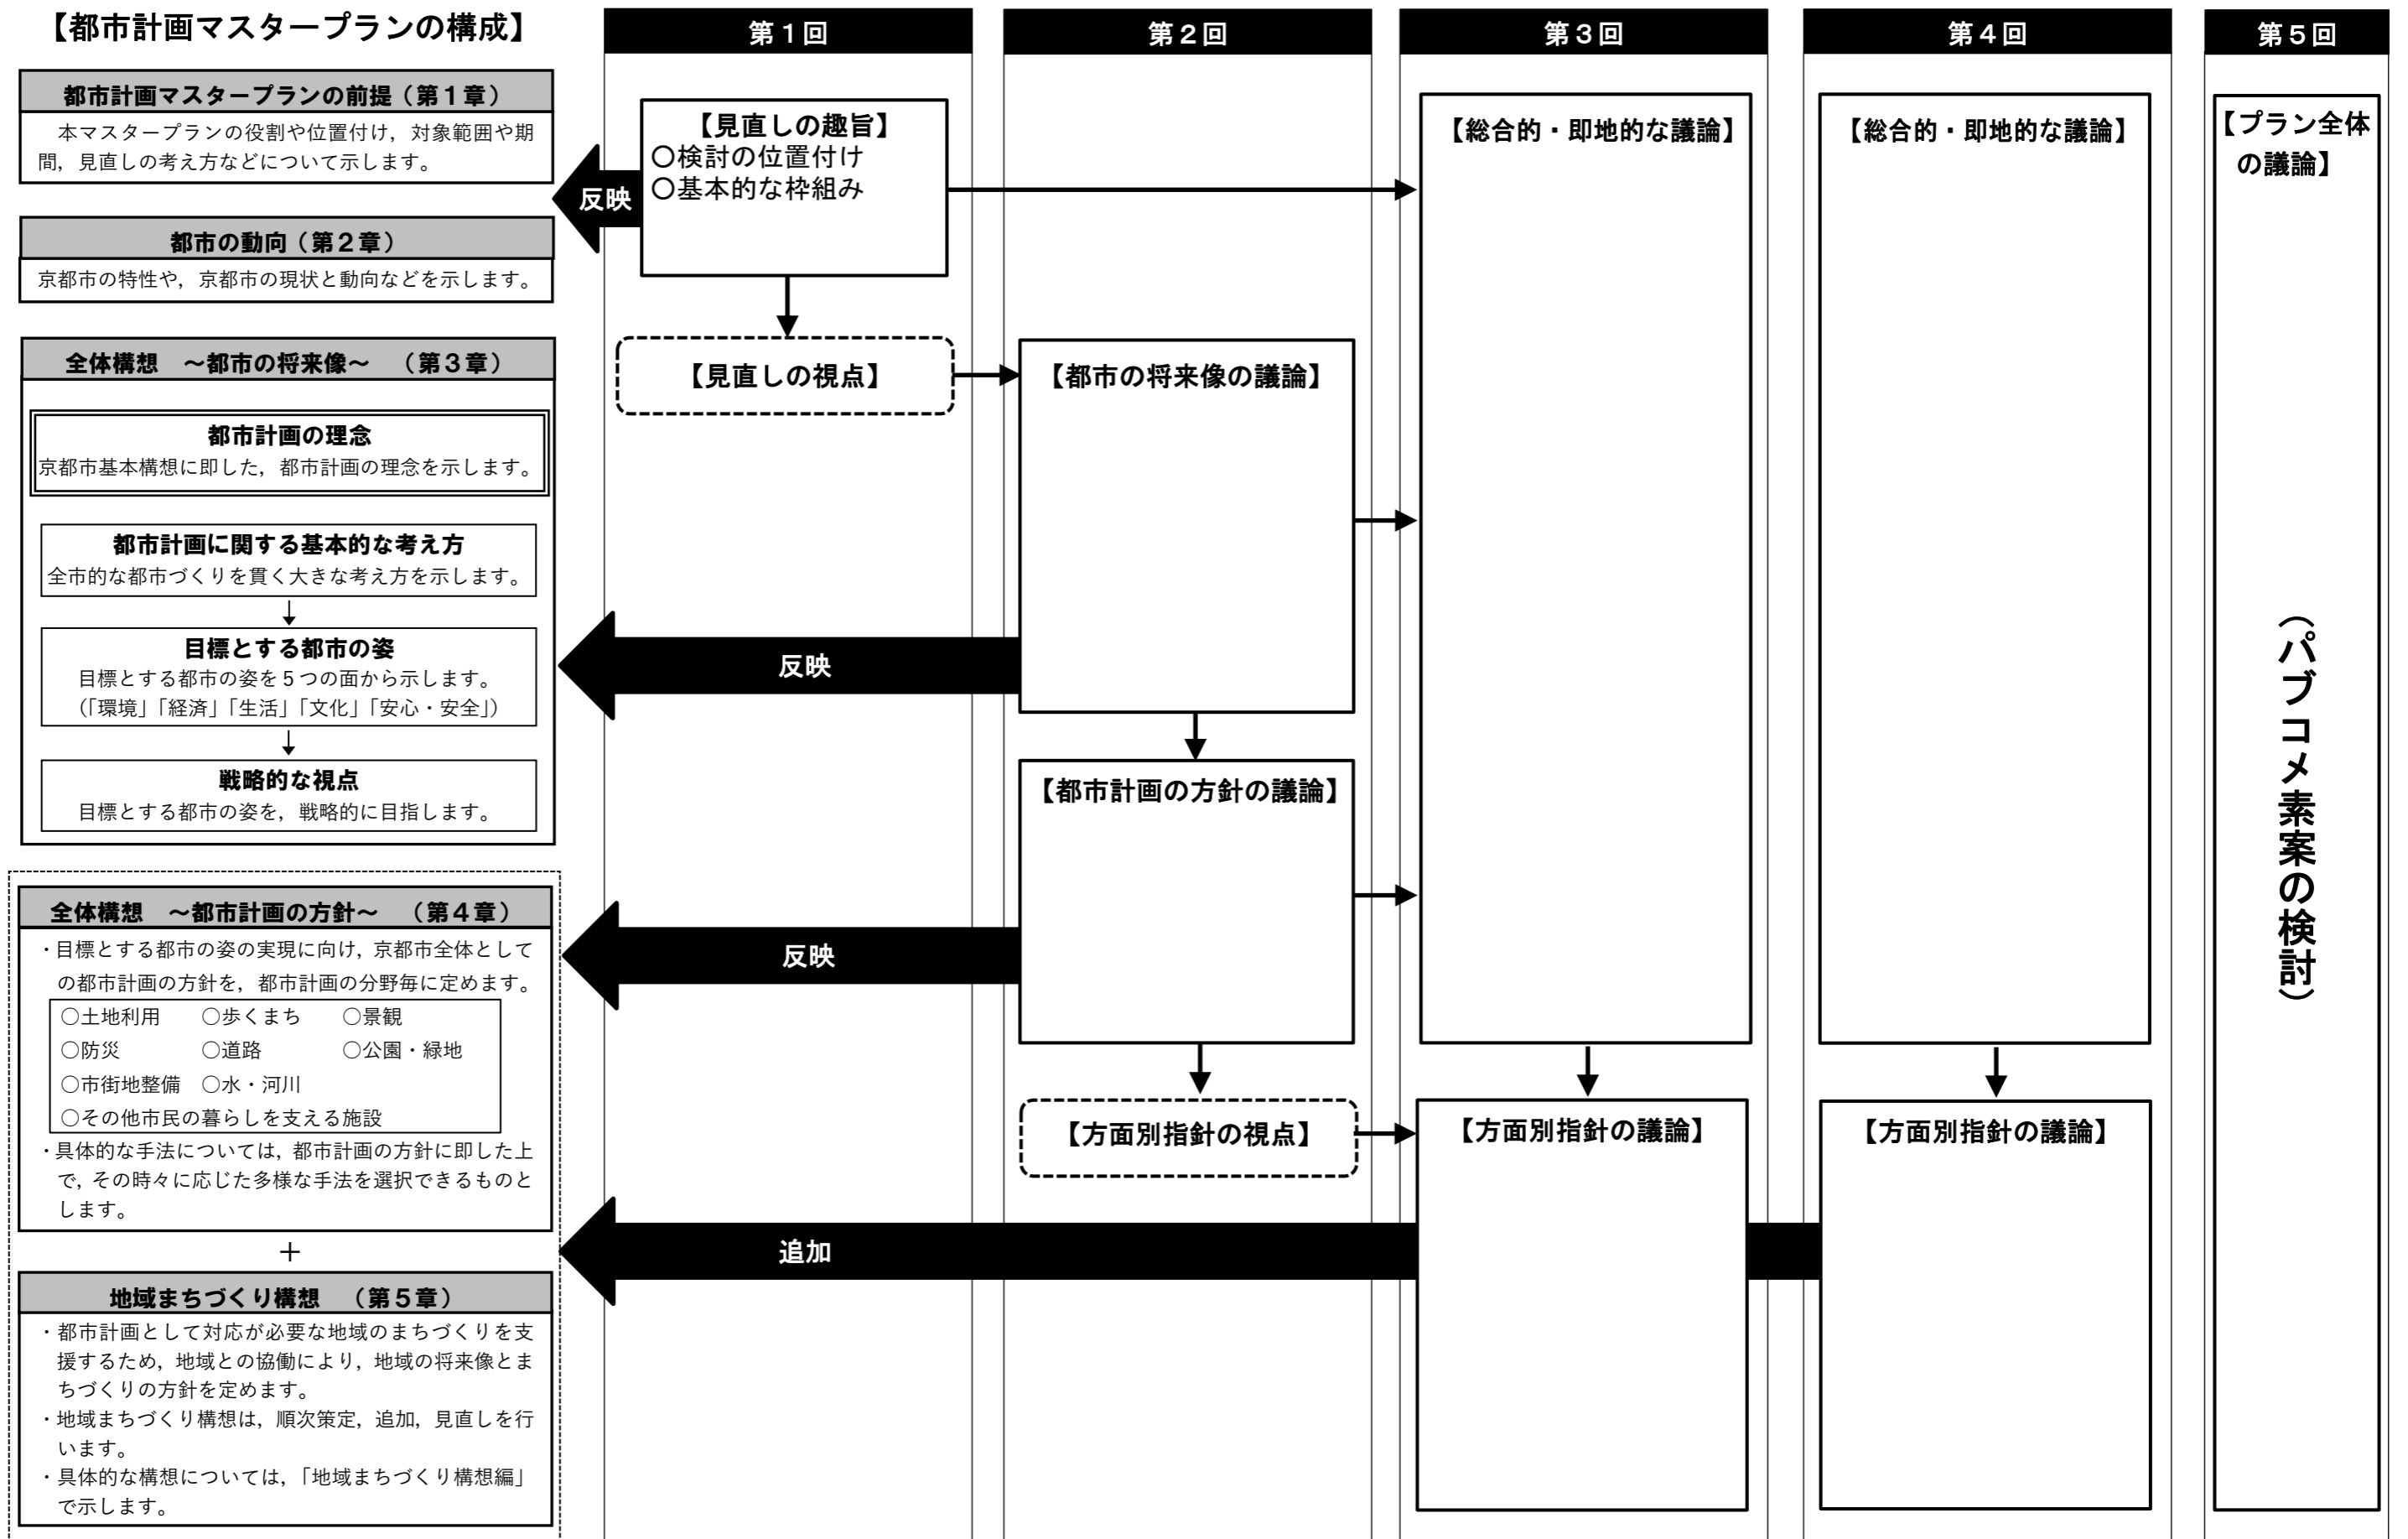 【都市計画マスタープランの構成】
都市計画マスタープランの前提（第１章）
本マスタープランの役割や位置付け，対象範囲や期
間，見直しの考え方などについて示します。
都市の動向（第２章）
京都市の特性や，京都市の現状と動向などを示します。
全体構想　～都市の将来像～　（第３章）
都市計画の理念
京都市基本構想に即した，都市計画の理念を示します。
都市計画に関する基本的な考え方
全市的な都市づくりを貫く大きな考え方を示します。
↓
目標とする都市の姿
目標とする都市の姿を５つの面から示します。
（「環境」「経済」「生活」「文化」「安心・安全」）
↓
戦略的な視点
目標とする都市の姿を，戦略的に目指します。
全体構想　～都市計画の方針～　（第４章）
・目標とする都市の姿の実現に向け，京都市全体として
の都市計画の方針を，都市計画の分野毎に定めます。
○土地利用　○歩くまち　○景観
○防災　○道路　○公園・緑地
○市街地整備　○水・河川
○その他市民の暮らしを支える施設
・具体的な手法については，都市計画の方針に即した上
で，その時々に応じた多様な手法を選択できるものと
します。
＋
地域まちづくり構想　（第５章）
・都市計画として対応が必要な地域のまちづくりを支
援するため，地域との協働により，地域の将来像とま
ちづくりの方針を定めます。
・地域まちづくり構想は，順次策定，追加，見直しを行
います。
・具体的な構想については，「地域まちづくり構想編」
で示します。
第１回
【見直しの趣旨】
○検討の位置付け
○基本的な枠組み
反映
【見直しの視点】
反映
反映
追加
第２回
【都市の将来像の議論】
【都市計画の方針の議論】
【方面別指針の視点】
第３回
【総合的・即地的な議論】
【方面別指針の議論】
第４回
【総合的・即地的な議論】
【方面別指針の議論】
第５回
【プラン全体
の議論】
（パブコメ素案の検討）